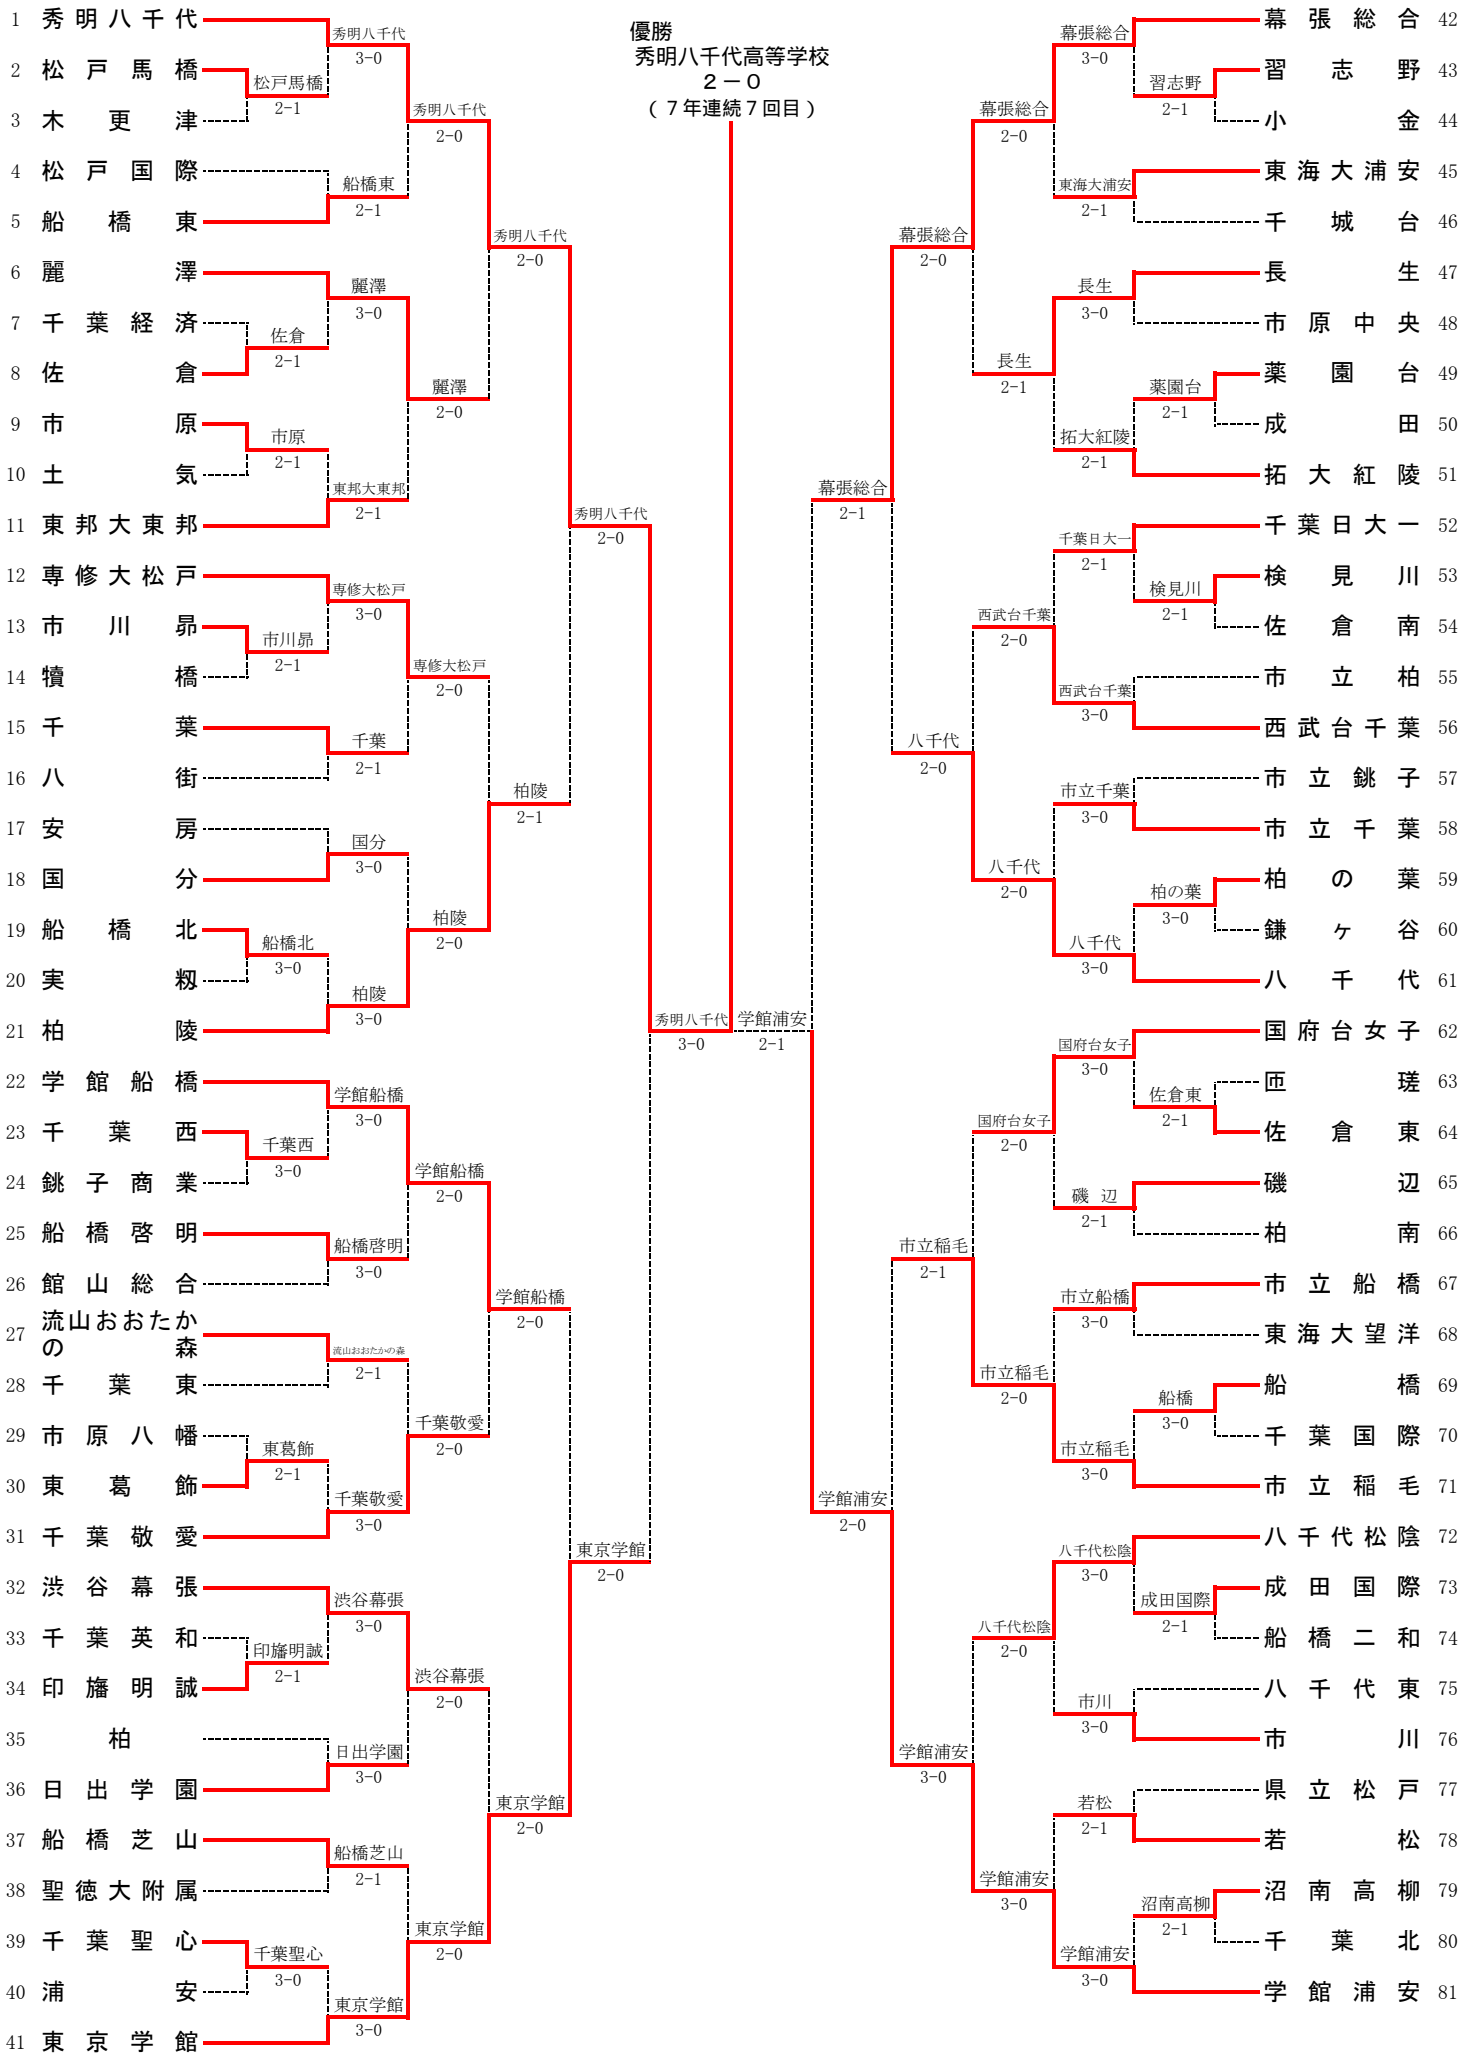 優勝
秀明八千代高等学校
２－０
(７年連続７回目)
1 秀明八千代
2 松戸馬橋
3 木更津
4 松戸国際
5 船橋東
6 麗澤
7 千葉経済
8 佐倉
9 市原
10 土気
11 東邦大東邦
12 専修大松戸
13 市川昴
14 犢橋
15 千葉
16 八街
17 安房
18 国分
19 船橋北
20 実籾
21 柏陵
22 学館船橋
23 千葉西
24 銚子商業
25 船橋啓明
26 館山総合
27 流山おおたか
の森
28 千葉東
29 市原八幡
30 東葛飾
31 千葉敬愛
32 渋谷幕張
33 千葉英和
34 印旛明誠
35 柏
36 日出学園
37 船橋芝山
38 聖徳大附属
39 千葉聖心
40 浦安
41 東京学館
松戸馬橋
2-1
佐倉
2-1
市原
2-1
市川昴
2-1
船橋北
3-0
千葉西
3-0
東葛飾
2-1
印旛明誠
2-1
千葉聖心
3-0
秀明八千代
3-0
船橋東
2-1
麗澤
3-0
東邦大東邦
2-1
専修大松戸
3-0
千葉
2-1
国分
3-0
柏陵
3-0
学館船橋
3-0
船橋啓明
3-0
流山おおたかの森
2-1
千葉敬愛
3-0
渋谷幕張
3-0
日出学園
3-0
船橋芝山
2-1
東京学館
3-0
秀明八千代
2-0
麗澤
2-0
専修大松戸
2-0
柏陵
2-0
学館船橋
2-0
千葉敬愛
2-0
渋谷幕張
2-0
東京学館
2-0
秀明八千代
2-0
柏陵
2-1
学館船橋
2-0
東京学館
2-0
秀明八千代
2-0
東京学館
2-0
秀明八千代
3-0
学館浦安
2-1
幕張総合
2-1
学館浦安
2-0
幕張総合
2-0
八千代
2-0
市立稲毛
2-1
学館浦安
3-0
幕張総合
2-0
長生
2-1
西武台千葉
2-0
八千代
2-0
国府台女子
2-0
市立稲毛
2-0
八千代松陰
2-0
学館浦安
3-0
幕張総合
3-0
東海大浦安
2-1
長生
3-0
拓大紅陵
2-1
千葉日大一
2-1
西武台千葉
3-0
市立千葉
3-0
八千代
3-0
国府台女子
3-0
磯 辺
2-1
市立船橋
3-0
市立稲毛
3-0
八千代松陰
3-0
市川
3-0
若松
2-1
学館浦安
3-0
習志野
2-1
薬園台
2-1
検見川
2-1
柏の葉
3-0
佐倉東
2-1
船橋
3-0
成田国際
2-1
沼南高柳
2-1
幕張総合 42
習志野 43
小金 44
東海大浦安 45
千城台 46
長生 47
市原中央 48
薬園台 49
成田 50
拓大紅陵 51
千葉日大一 52
検見川 53
佐倉南 54
市立柏 55
西武台千葉 56
市立銚子 57
市立千葉 58
柏の葉 59
鎌ヶ谷 60
八千代 61
国府台女子 62
匝瑳 63
佐倉東 64
磯辺 65
柏南 66
市立船橋 67
東海大望洋 68
船橋 69
千葉国際 70
市立稲毛 71
八千代松陰 72
成田国際 73
船橋二和 74
八千代東 75
市川 76
県立松戸 77
若松 78
沼南高柳 79
千葉北 80
学館浦安 81